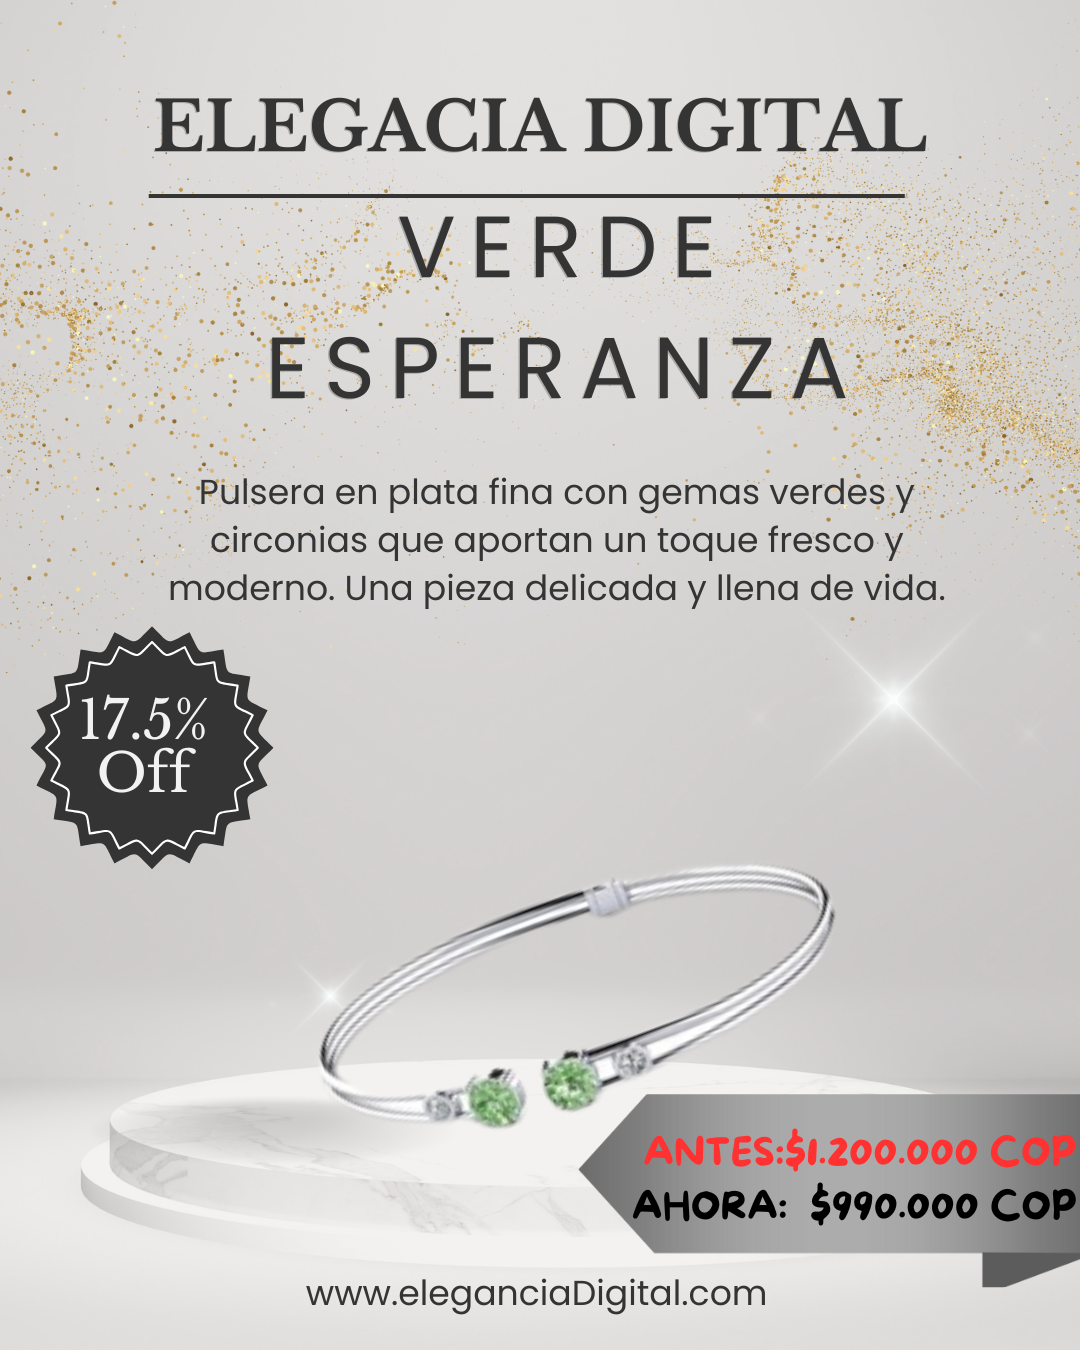 ELEGACIA DIGITAL
VERDE
ESPERANZA
Pulsera en plata fina con gemas verdes y
circonias que aportan un toque fresco y
moderno. Una pieza delicada y llena de vida.
17.5%
Off
ANTES:$1.200.000 COP
AHORA: $990.000 COP
www.eleganciaDigital.com